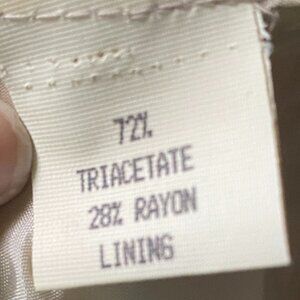 72%
TRIACETATE
28% RAYON
LINING